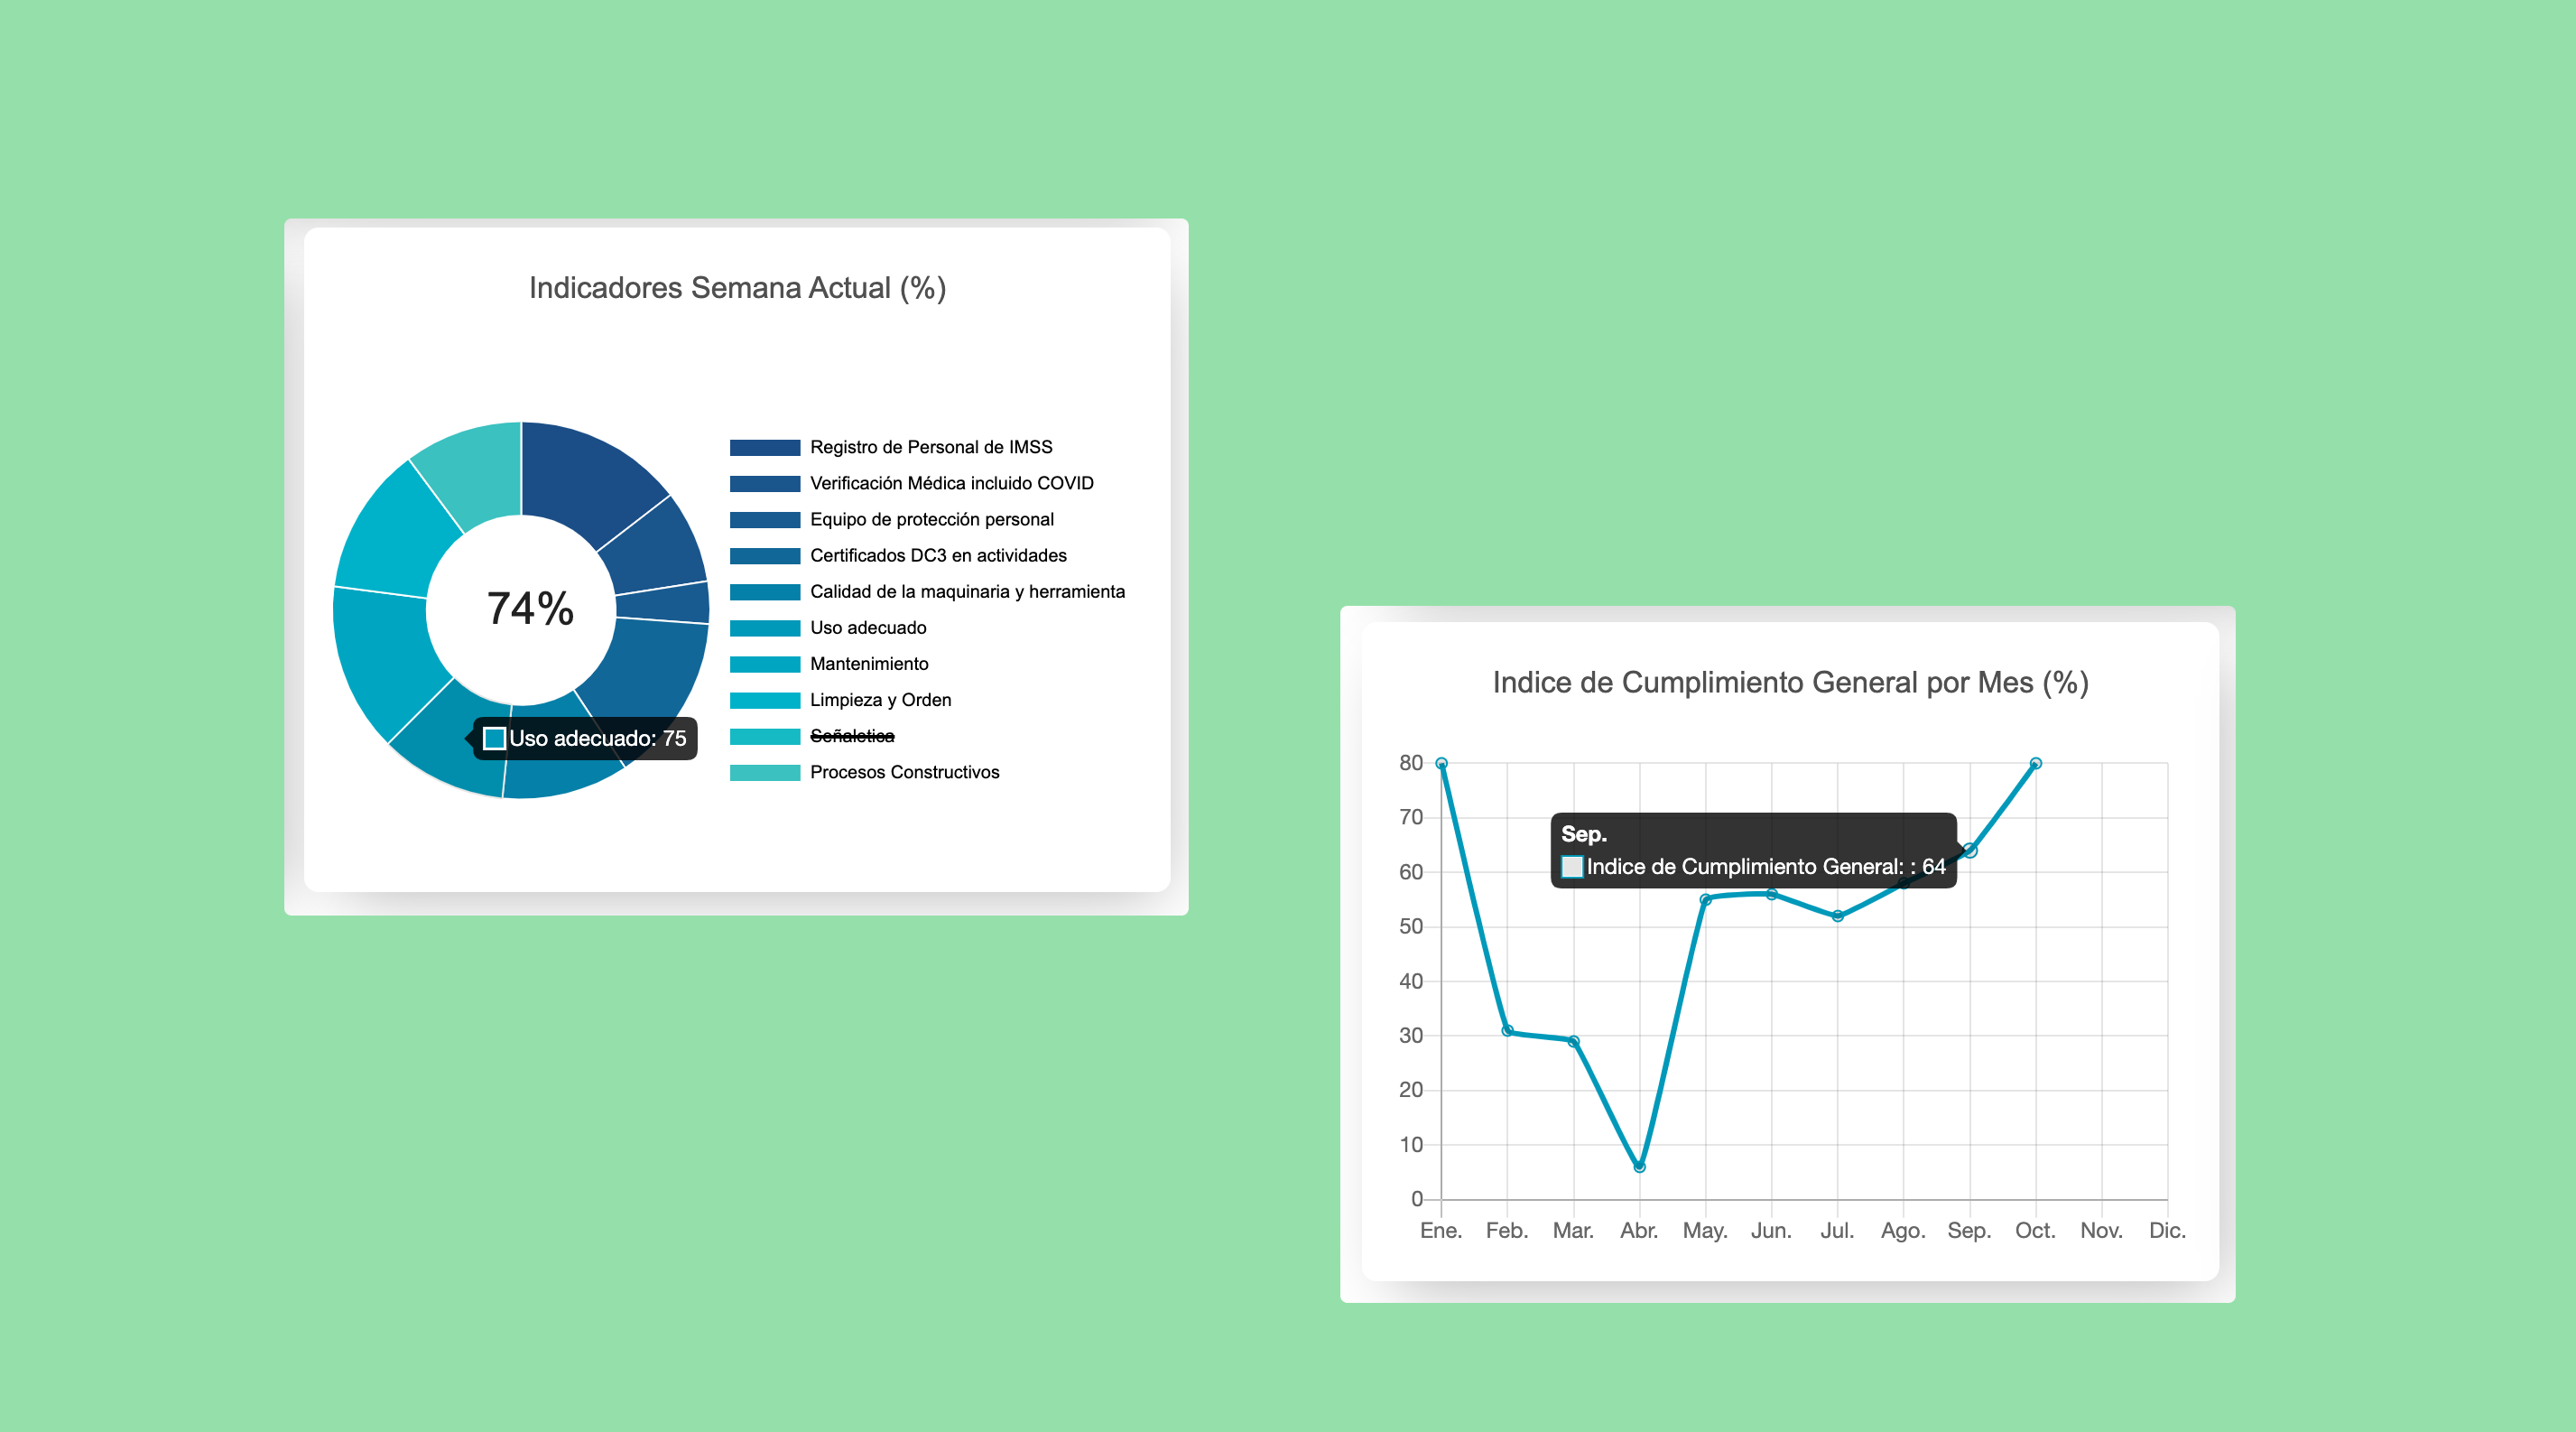 Indicadores Semana Actual (%)
74%
Registro de Personal de IMSS
Verificación Médica incluido COVID
Equipo de protección personal
Certificados DC3 en actividades
Calidad de la maquinaria y herramienta
Uso adecuado
Mantenimiento
Limpieza y Orden
Señaletica
Procesos Constructivos
Uso adecuado: 75
Indice de Cumplimiento General por Mes (%)
80
70
60
50
40
30
20
10
0
Sep.
Indice de Cumplimiento General: : 64
Ene. Feb. Mar. Abr. May. Jun. Jul. Ago. Sep. Oct. Nov. Dic.